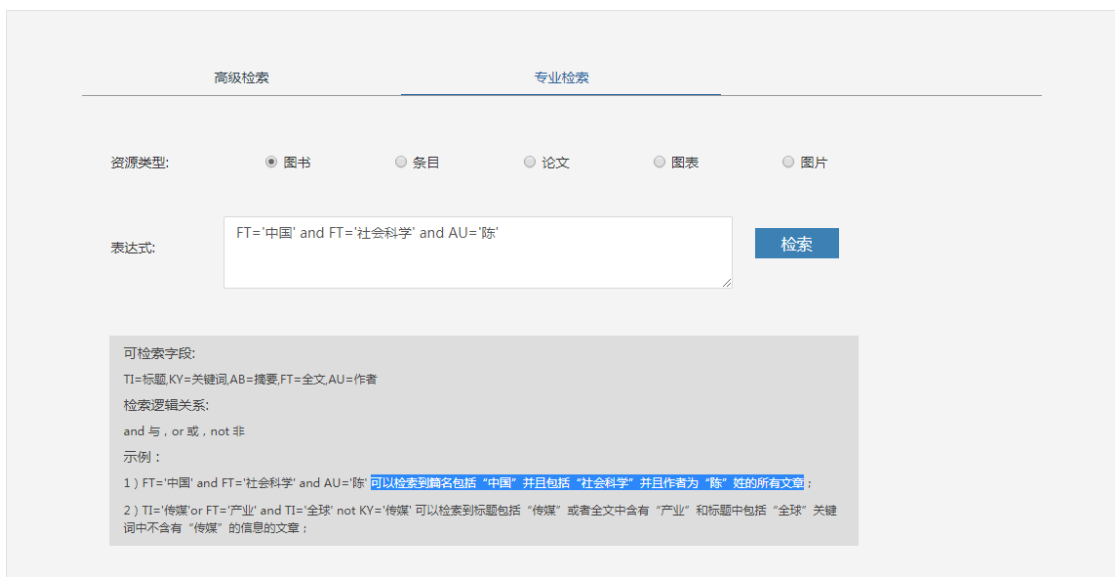 高级检索 专业检索
资源类型: 图书 条目 论文 图表 图片
FT='中国' and FT='社会科学' and AU='陈'
表达式: 检索
可检索字段:
TI=标题,KY=关键词,AB=摘要,FT=全文,AU=作者
检索逻辑关系:
and 与，or 或，not 非
示例：
1）FT='中国' and FT='社会科学' and AU='陈' 可以检索到篇名包括“中国”并且包括“社会科学”并且作者为“陈”姓的所有文章；
2）TI='传媒'or FT='产业' and TI='全球' not KY='传媒' 可以检索到标题包括“传媒”或者全文中含有“产业”和标题中包括“全球”关键
词中不含有“传媒”的信息的文章；